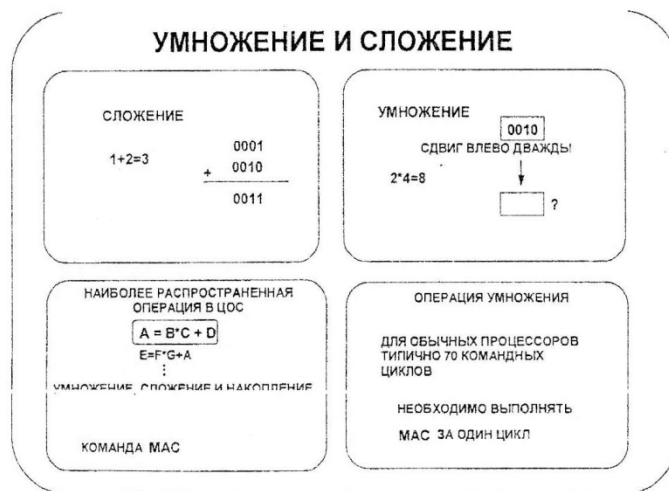 УМНОЖЕНИЕ И СЛОЖЕНИЕ
СЛОЖЕНИЕ
1+2=3
0001
+ 0010
0011
УМНОЖЕНИЕ
0010
СДВИГ ВЛЕВО ДВАЖДЫ
2*4=8
?
НАИБОЛЕЕ РАСПРОСТРАНЕННАЯ
ОПЕРАЦИЯ В ЦОС
A = B*C + D
E=F*G+A
⋮
УМНОЖЕНИЕ, СЛОЖЕНИЕ И НАКОПЛЕНИЕ
КОМАНДА MAC
ОПЕРАЦИЯ УМНОЖЕНИЯ
ДЛЯ ОБЫЧНЫХ ПРОЦЕССОРОВ
ТИПИЧНО 70 КОМАНДНЫХ
ЦИКЛОВ
НЕОБХОДИМО ВЫПОЛНЯТЬ
MAC ЗА ОДИН ЦИКЛ